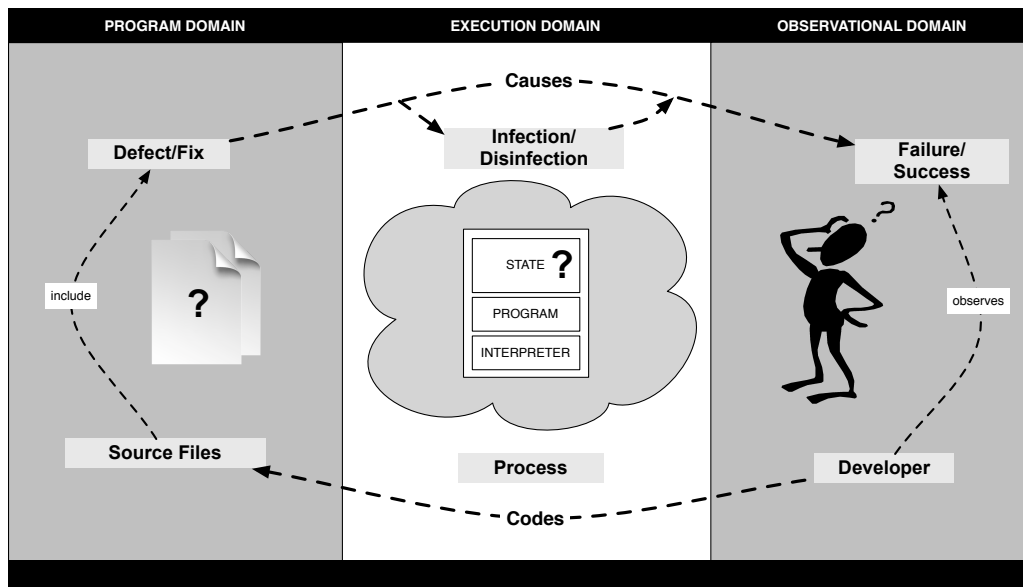 PROGRAM DOMAIN
EXECUTION DOMAIN
OBSERVATIONAL DOMAIN
Causes
Defect/Fix
Infection/
Disinfection
Failure/
Success
?
STATE ?
?
include
PROGRAM
observes
INTERPRETER
Source Files
Process
Developer
Codes